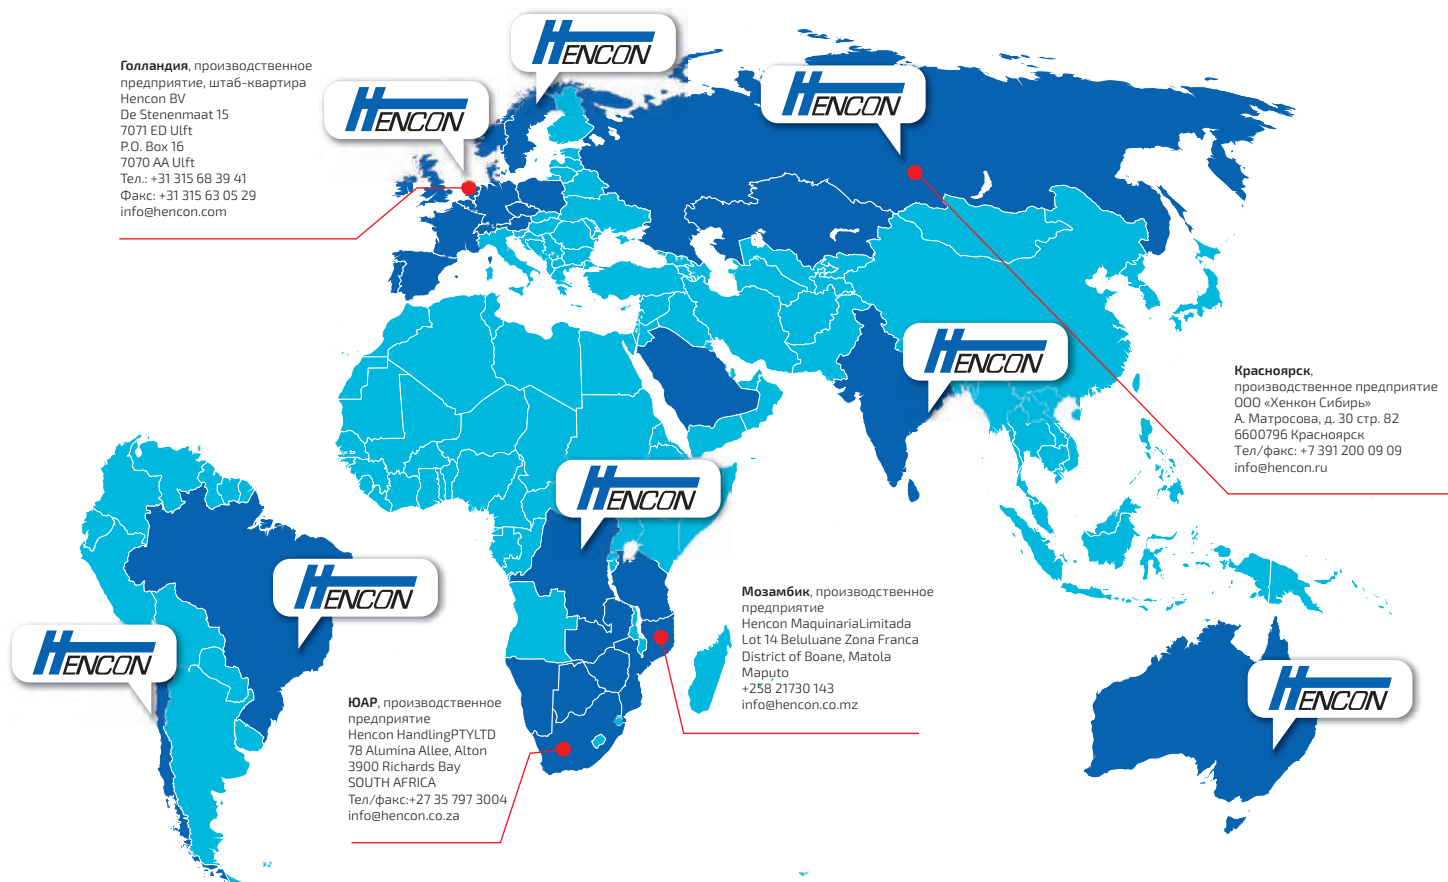 HENCON
HENCON
HENCON
Голландия, производственное
предприятие, штаб-квартира
Hencon BV
De Stenenmaat 15
7071 ED Ulft
P.O. Box 16
7070 AA Ulft
Тел.: +31 315 68 39 41
Факс: +31 315 63 05 29
info@hencon.com
HENCON
Красноярск,
производственное предприятие
ООО «Хенкон Сибирь»
А. Матросова, д. 30 стр. 82
6600796 Красноярск
Тел/факс: +7 391 200 09 09
info@hencon.ru
HENCON
HENCON
HENCON
HENCON
Мозамбик, производственное
предприятие
Hencon MaquinariaLimitada
Lot 14 Beluluane Zona Franca
District of Boane, Matola
Maputo
+258 21730 143
info@hencon.co.mz
ЮАР, производственное
предприятие
Hencon HandlingPTYLTD
78 Alumina Allee, Alton
3900 Richards Bay
SOUTH AFRICA
Тел/факс:+27 35 797 3004
info@hencon.co.za